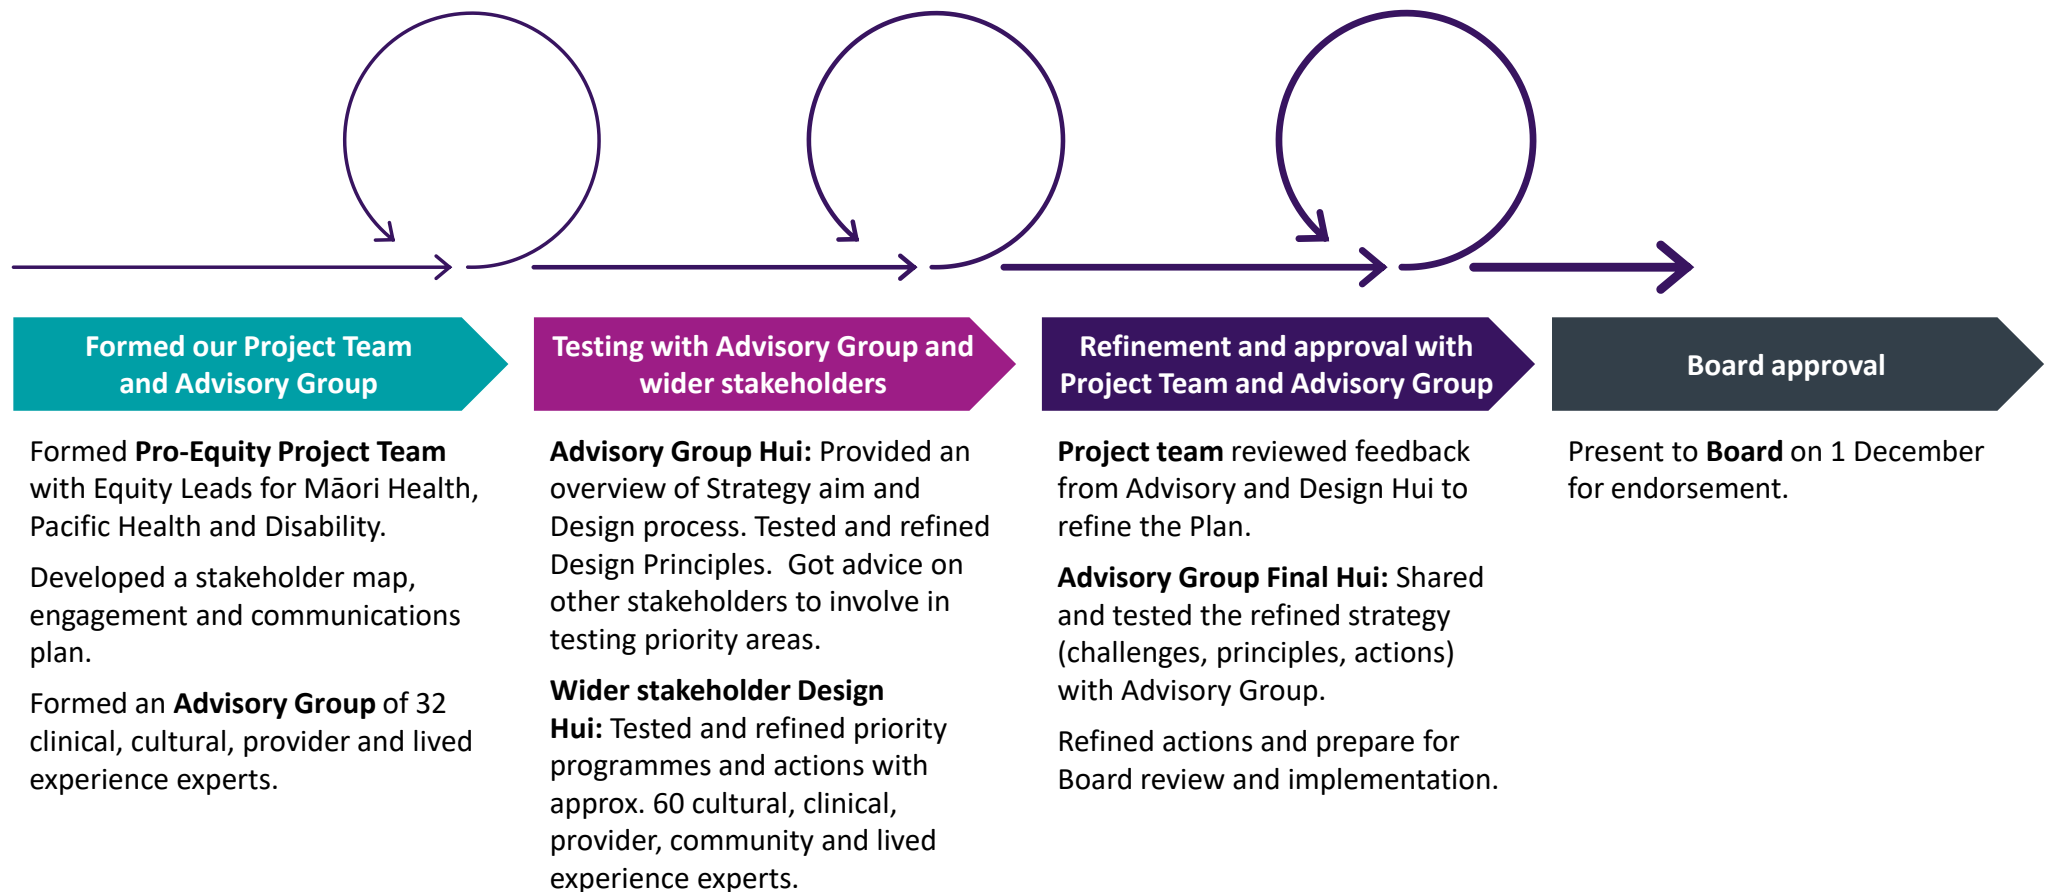 Formed our Project Team
and Advisory Group
Formed Pro-Equity Project Team
with Equity Leads for Māori Health,
Pacific Health and Disability.
Developed a stakeholder map,
engagement and communications
plan.
Formed an Advisory Group of 32
clinical, cultural, provider and lived
experience experts.
Testing with Advisory Group and
wider stakeholders
Advisory Group Hui: Provided an
overview of Strategy aim and
Design process. Tested and refined
Design Principles.  Got advice on
other stakeholders to involve in
testing priority areas.
Wider stakeholder Design
Hui: Tested and refined priority
programmes and actions with
approx. 60 cultural, clinical,
provider, community and lived
experience experts.
Refinement and approval with
Project Team and Advisory Group
Project team reviewed feedback
from Advisory and Design Hui to
refine the Plan.
Advisory Group Final Hui: Shared
and tested the refined strategy
(challenges, principles, actions)
with Advisory Group.
Refined actions and prepare for
Board review and implementation.
Board approval
Present to Board on 1 December
for endorsement.